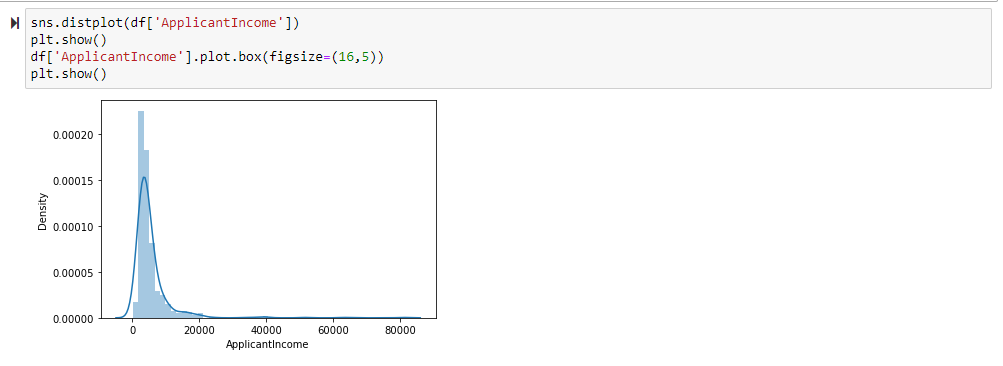 sns.distplot(df['ApplicantIncome'])
plt.show()
df['ApplicantIncome'].plot.box(figsize=(16,5))
plt.show()
0.00020
0.00015
0.00010
0.00005
0.00000
Density
0 20000 40000 60000 80000
ApplicantIncome